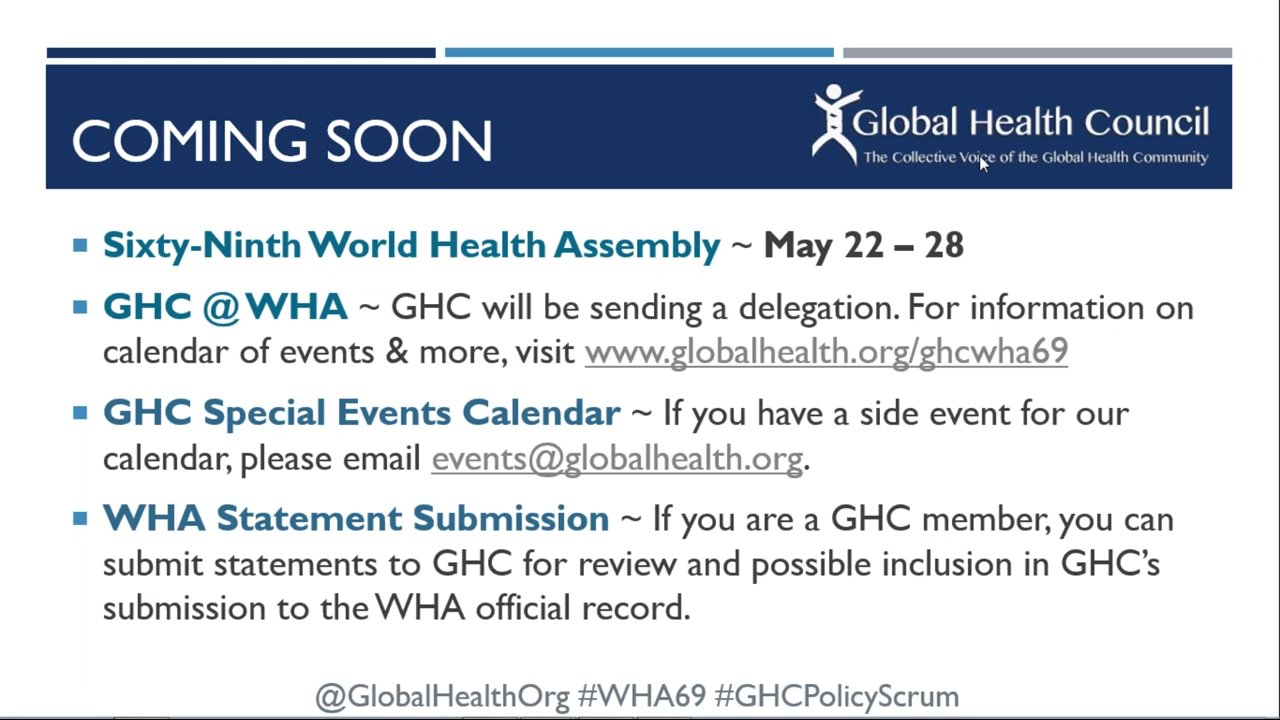 COMING SOON
Global Health Council
The Collective Voice of the Global Health Community
▪ Sixty-Ninth World Health Assembly ~ May 22 – 28
▪ GHC @ WHA ~ GHC will be sending a delegation. For information on
calendar of events & more, visit www.globalhealth.org/ghcwha69
▪ GHC Special Events Calendar ~ If you have a side event for our
calendar, please email events@globalhealth.org.
▪ WHA Statement Submission ~ If you are a GHC member, you can
submit statements to GHC for review and possible inclusion in GHC’s
submission to the WHA official record.
@GlobalHealthOrg #WHA69 #GHCPolicyScrum